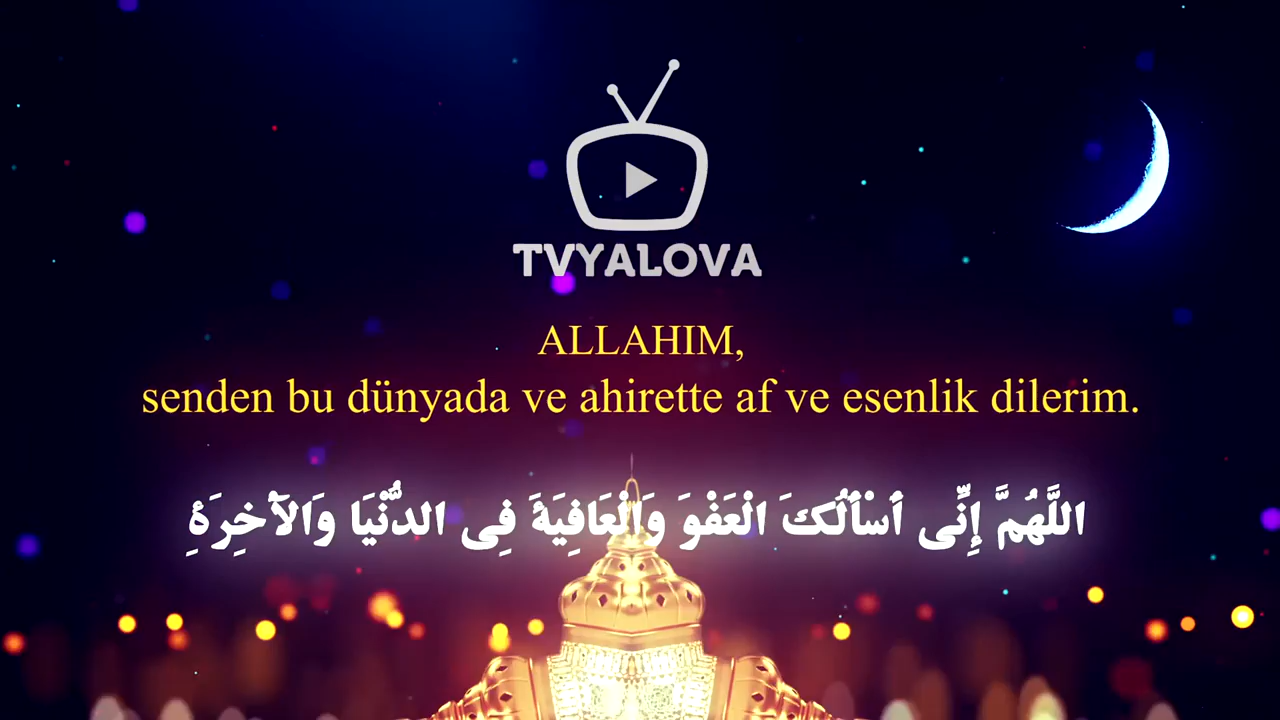 TVYALOVA
ALLAHIM,
senden bu dünyada ve ahirette af ve esenlik dilerim.
اللَّهُمَّ إِنِّى أَسْأَلُكَ الْعَفْوَ وَالْعَافِيَةَ فِى الدُّنْيَا وَالْآخِرَةِ